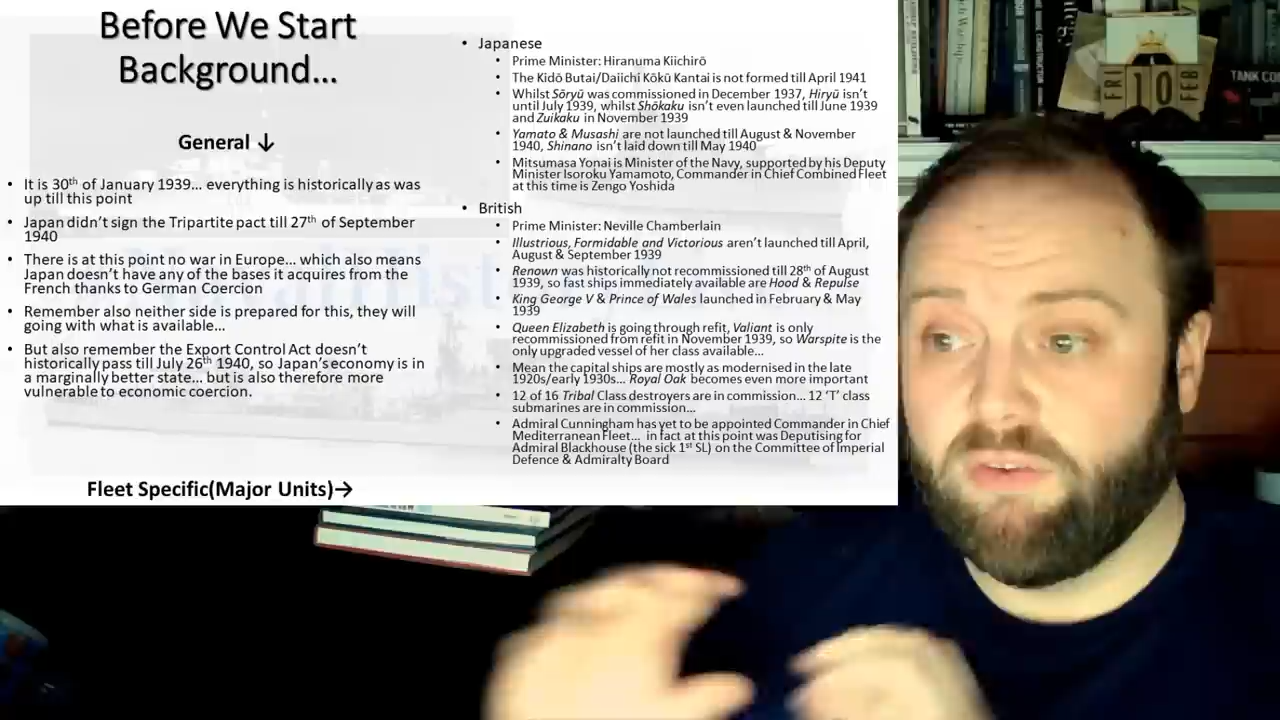 Before We Start
Background...
General ↓
• It is 30th of January 1939... everything is historically as was
up till this point
• Japan didn't sign the Tripartite pact till 27th of September
1940
• There is at this point no war in Europe... which also means
Japan doesn't have any of the bases it acquires from the
French thanks to German Coercion
• Remember also neither side is prepared for this, they will
going with what is available...
• But also remember the Export Control Act doesn't
historically pass till July 26th 1940, so Japan's economy is in
a marginally better state... but is also therefore more
vulnerable to economic coercion.
Fleet Specific(Major Units)→
• Japanese
• Prime Minister: Hiranuma Kiichirō
• The Kidō Butai/Daiichi Kōkū Kantai is not formed till April 1941
• Whilst Sōryū was commissioned in December 1937, Hiryū isn't
until July 1939, whilst Shōkaku isn't even launched till June 1939
and Zuikaku in November 1939
• Yamato & Musashi are not launched till August & November
1940, Shinano isn't laid down till May 1940
• Mitsumasa Yonai is Minister of the Navy, supported by his Deputy
Minister Isoroku Yamamoto, Commander in Chief Combined Fleet
at this time is Zengo Yoshida
• British
• Prime Minister: Neville Chamberlain
• Illustrious, Formidable and Victorious aren't launched till April,
August & September 1939
• Renown was historically not recommissioned till 28th of August
1939, so fast ships immediately available are Hood & Repulse
• King George V & Prince of Wales launched in February & May
1939
• Queen Elizabeth is going through refit, Valiant is only
recommissioned from refit in November 1939, so Warspite is the
only upgraded vessel of her class available...
• Mean the capital ships are mostly as modernised in the late
1920s/early 1930s... Royal Oak becomes even more important
• 12 of 16 Tribal Class destroyers are in commission... 12 'T' class
submarines are in commission...
• Admiral Cunningham has yet to be appointed Commander in Chief
Mediterranean Fleet... in fact at this point was Deputising for
Admiral Blackhouse (the sick 1st SL) on the Committee of Imperial
Defence & Admiralty Board
FRI 10 FEB
TANK